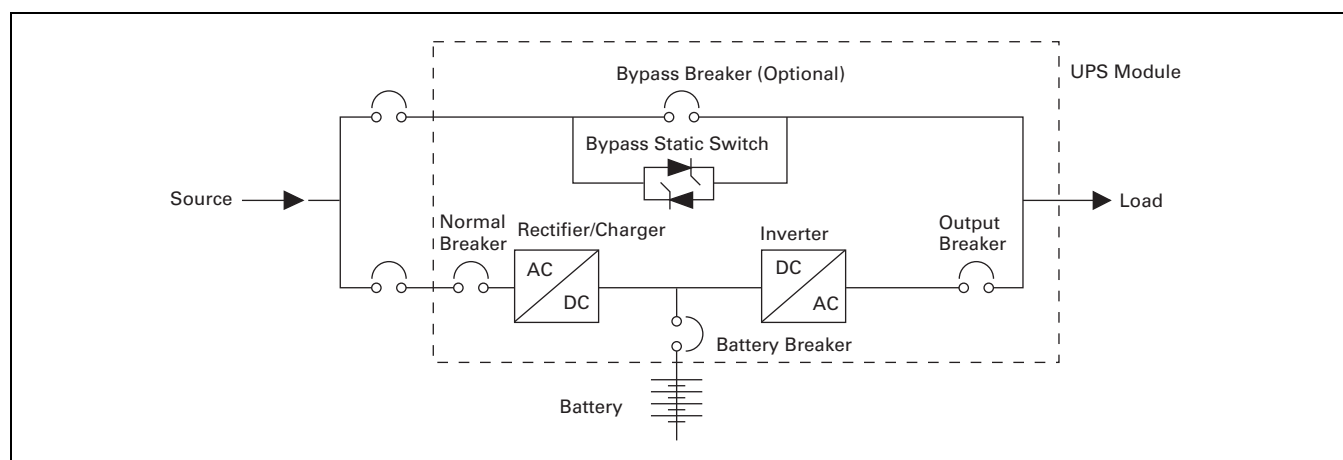 Bypass Breaker (Optional)
UPS Module
Bypass Static Switch
Source
Load
Normal
Breaker
Rectifier/Charger
Inverter
Output
Breaker
AC
DC
DC
AC
Battery Breaker
Battery